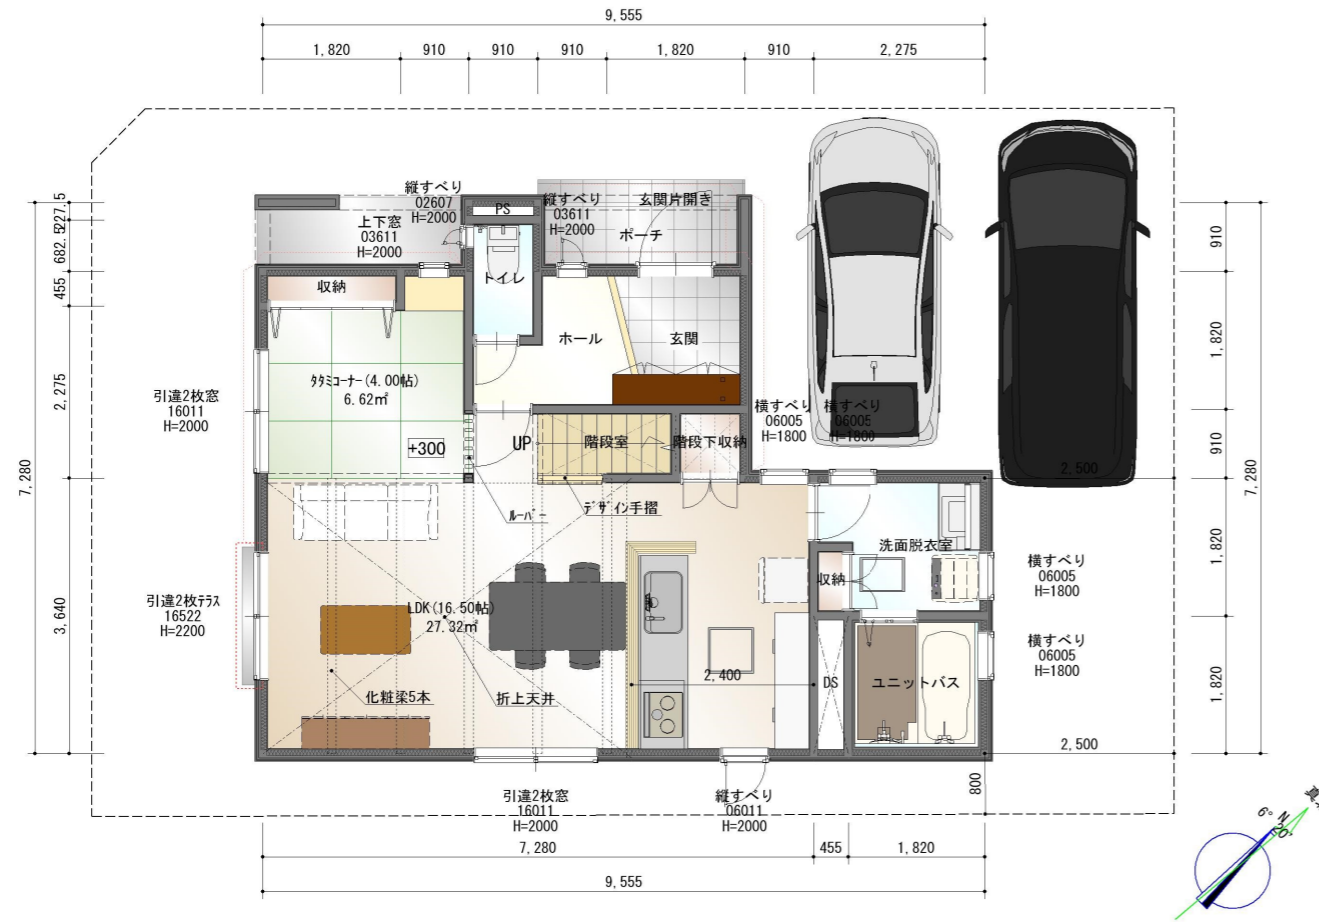 9,555
1,820
910
910
910
1,820
910
2,275
縦すべり
02607
H=2000
PS
縦すべり
03611
H=2000
玄関片開き
ポーチ
上下窓
03611
H=2000
227.5
682.5
455
2,275
3,640
7,280
収納
トイレ
ホール
玄関
タタミコーナー(4.00帖)
6.62㎡
引違2枚窓
16011
H=2000
+300
UP
階段室
階段下収納
横すべり
06005
H=1800
横すべり
06005
H=1800
2,500
910
1,820
910
1,820
1,820
7,280
ルーバー
デザイン手摺
洗面脱衣室
収納
横すべり
06005
H=1800
引違2枚テラス
16522
H=2200
LDK(16.50帖)
27.32㎡
横すべり
06005
H=1800
2,400
DS
ユニットバス
化粧梁5本
折上天井
2,500
800
引違2枚窓
16011
H=2000
縦すべり
06011
H=2000
7,280
455
1,820
9,555
N
6°20'